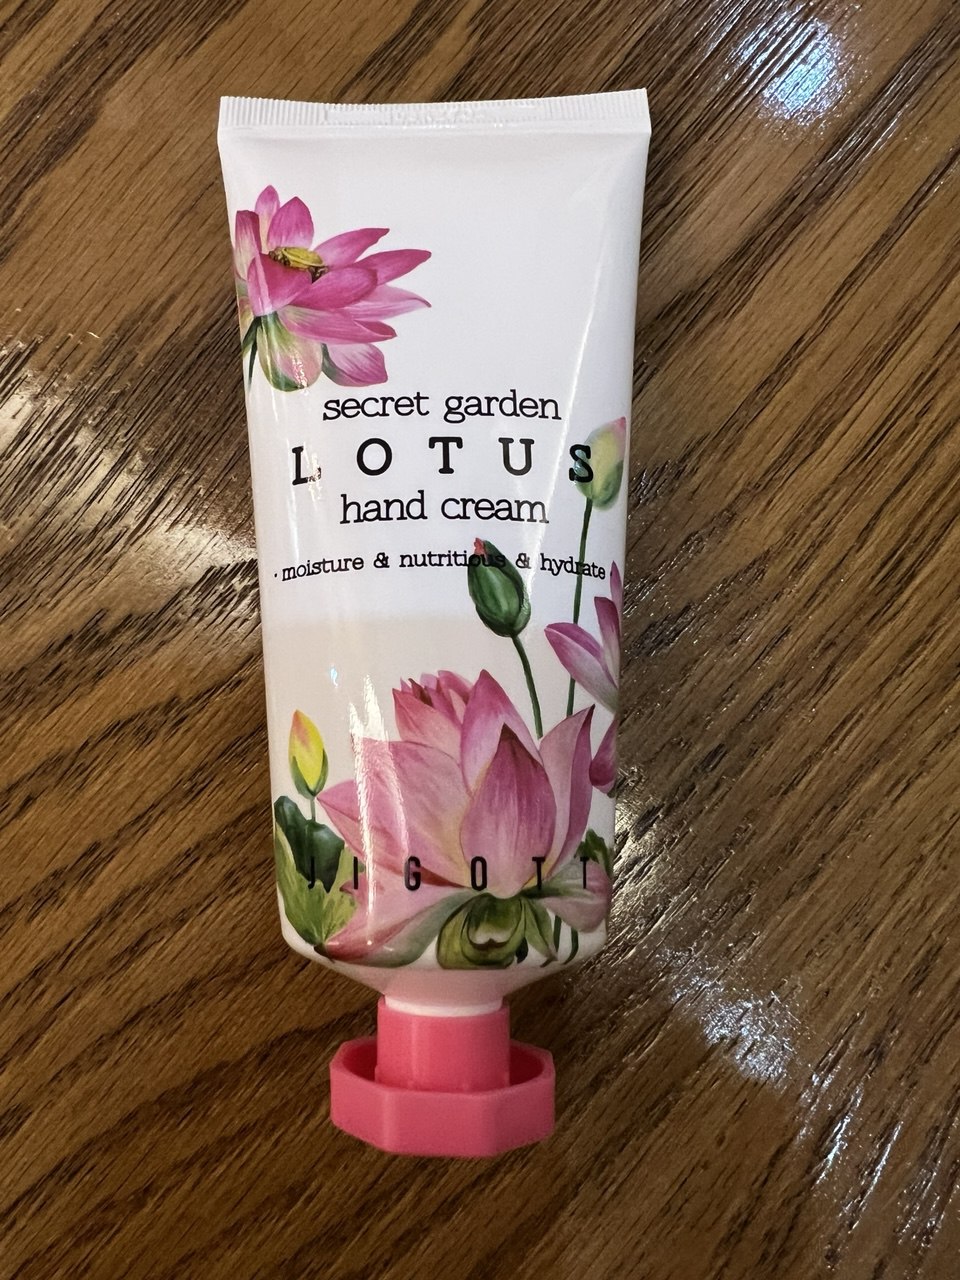 secret garden
LOTUS
hand cream
· moisture & nutritious & hydrate
JIGOTT